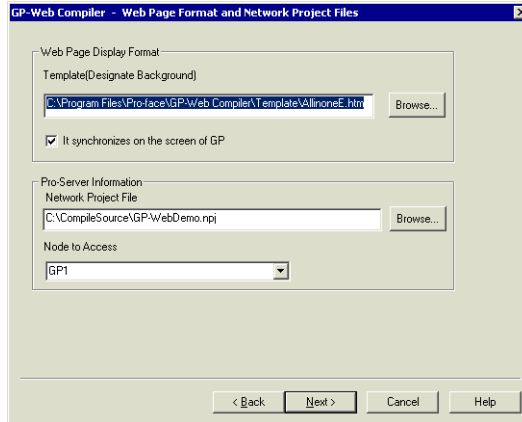 GP-Web Compiler - Web Page Format and Network Project Files
Web Page Display Format
Template(Designate Background)
C:\Program Files\Pro-face\GP-Web Compiler\Template\AllinoneE.htm
Browse...
It synchronizes on the screen of GP
Pro-Server Information
Network Project File
C:\CompileSource\GP-WebDemo.npj
Browse...
Node to Access
GP1
< Back Next > Cancel Help